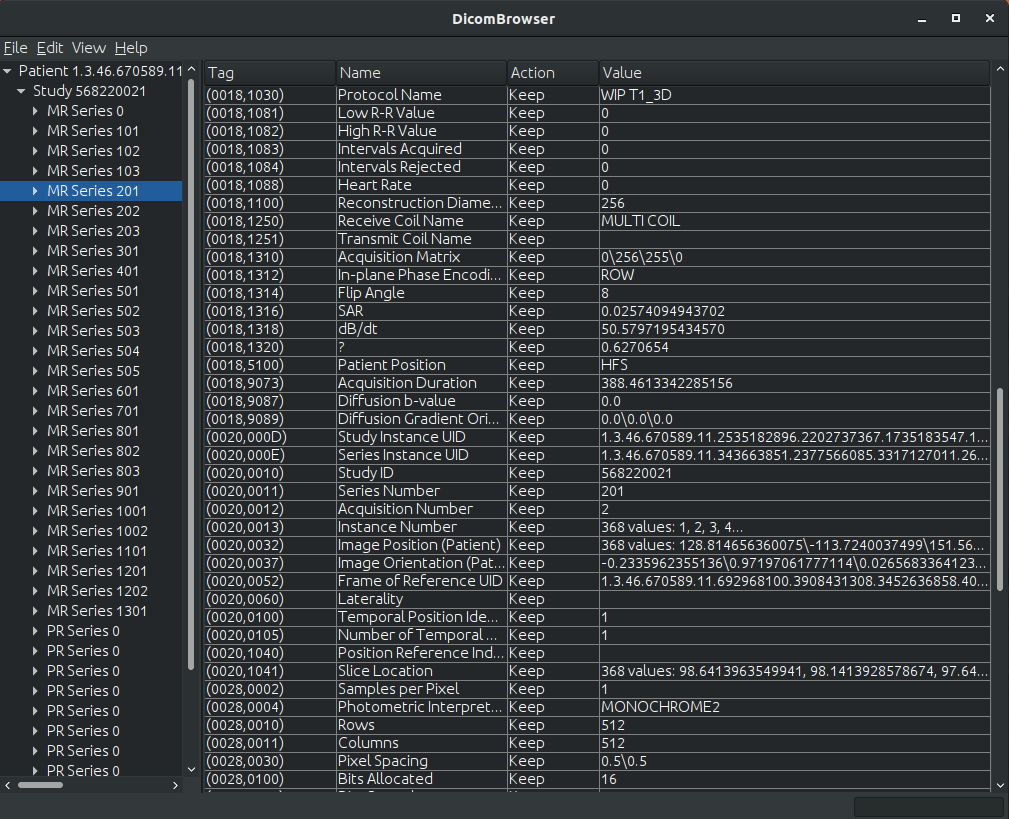 DicomBrowser
File Edit View Help
Patient 1.3.46.670589.11
Study 568220021
MR Series 0
MR Series 101
MR Series 102
MR Series 103
MR Series 201
MR Series 202
MR Series 203
MR Series 301
MR Series 401
MR Series 501
MR Series 502
MR Series 503
MR Series 504
MR Series 505
MR Series 601
MR Series 701
MR Series 801
MR Series 802
MR Series 803
MR Series 901
MR Series 1001
MR Series 1002
MR Series 1101
MR Series 1201
MR Series 1202
MR Series 1301
PR Series 0
PR Series 0
PR Series 0
PR Series 0
PR Series 0
PR Series 0
PR Series 0
PR Series 0
Tag Name Action Value
(0018,1030) Protocol Name Keep WIP T1_3D
(0018,1081) Low R-R Value Keep 0
(0018,1082) High R-R Value Keep 0
(0018,1083) Intervals Acquired Keep 0
(0018,1084) Intervals Rejected Keep 0
(0018,1088) Heart Rate Keep 0
(0018,1100) Reconstruction Diame... Keep 256
(0018,1250) Receive Coil Name Keep MULTI COIL
(0018,1251) Transmit Coil Name Keep
(0018,1310) Acquisition Matrix Keep 0\256\255\0
(0018,1312) In-plane Phase Encodi... Keep ROW
(0018,1314) Flip Angle Keep 8
(0018,1316) SAR Keep 0.02574094943702
(0018,1318) dB/dt Keep 50.5797195434570
(0018,1320) ? Keep 0.6270654
(0018,5100) Patient Position Keep HFS
(0018,9073) Acquisition Duration Keep 388.4613342285156
(0018,9087) Diffusion b-value Keep 0.0
(0018,9089) Diffusion Gradient Ori... Keep 0.0\0.0\0.0
(0020,000D) Study Instance UID Keep 1.3.46.670589.11.2535182896.2202737367.1735183547.1...
(0020,000E) Series Instance UID Keep 1.3.46.670589.11.343663851.2377566085.3317127011.26...
(0020,0010) Study ID Keep 568220021
(0020,0011) Series Number Keep 201
(0020,0012) Acquisition Number Keep 2
(0020,0013) Instance Number Keep 368 values: 1, 2, 3, 4...
(0020,0032) Image Position (Patient) Keep 368 values: 128.814656360075\-113.7240037499\151.56...
(0020,0037) Image Orientation (Pat... Keep -0.2335962355136\0.97197061777114\0.0265683364123...
(0020,0052) Frame of Reference UID Keep 1.3.46.670589.11.692968100.3908431308.3452636858.40...
(0020,0060) Laterality Keep
(0020,0100) Temporal Position Ide... Keep 1
(0020,0105) Number of Temporal ... Keep 1
(0020,1040) Position Reference Ind... Keep
(0020,1041) Slice Location Keep 368 values: 98.6413963549941, 98.1413928578674, 97.64...
(0028,0002) Samples per Pixel Keep 1
(0028,0004) Photometric Interpret... Keep MONOCHROME2
(0028,0010) Rows Keep 512
(0028,0011) Columns Keep 512
(0028,0030) Pixel Spacing Keep 0.5\0.5
(0028,0100) Bits Allocated Keep 16